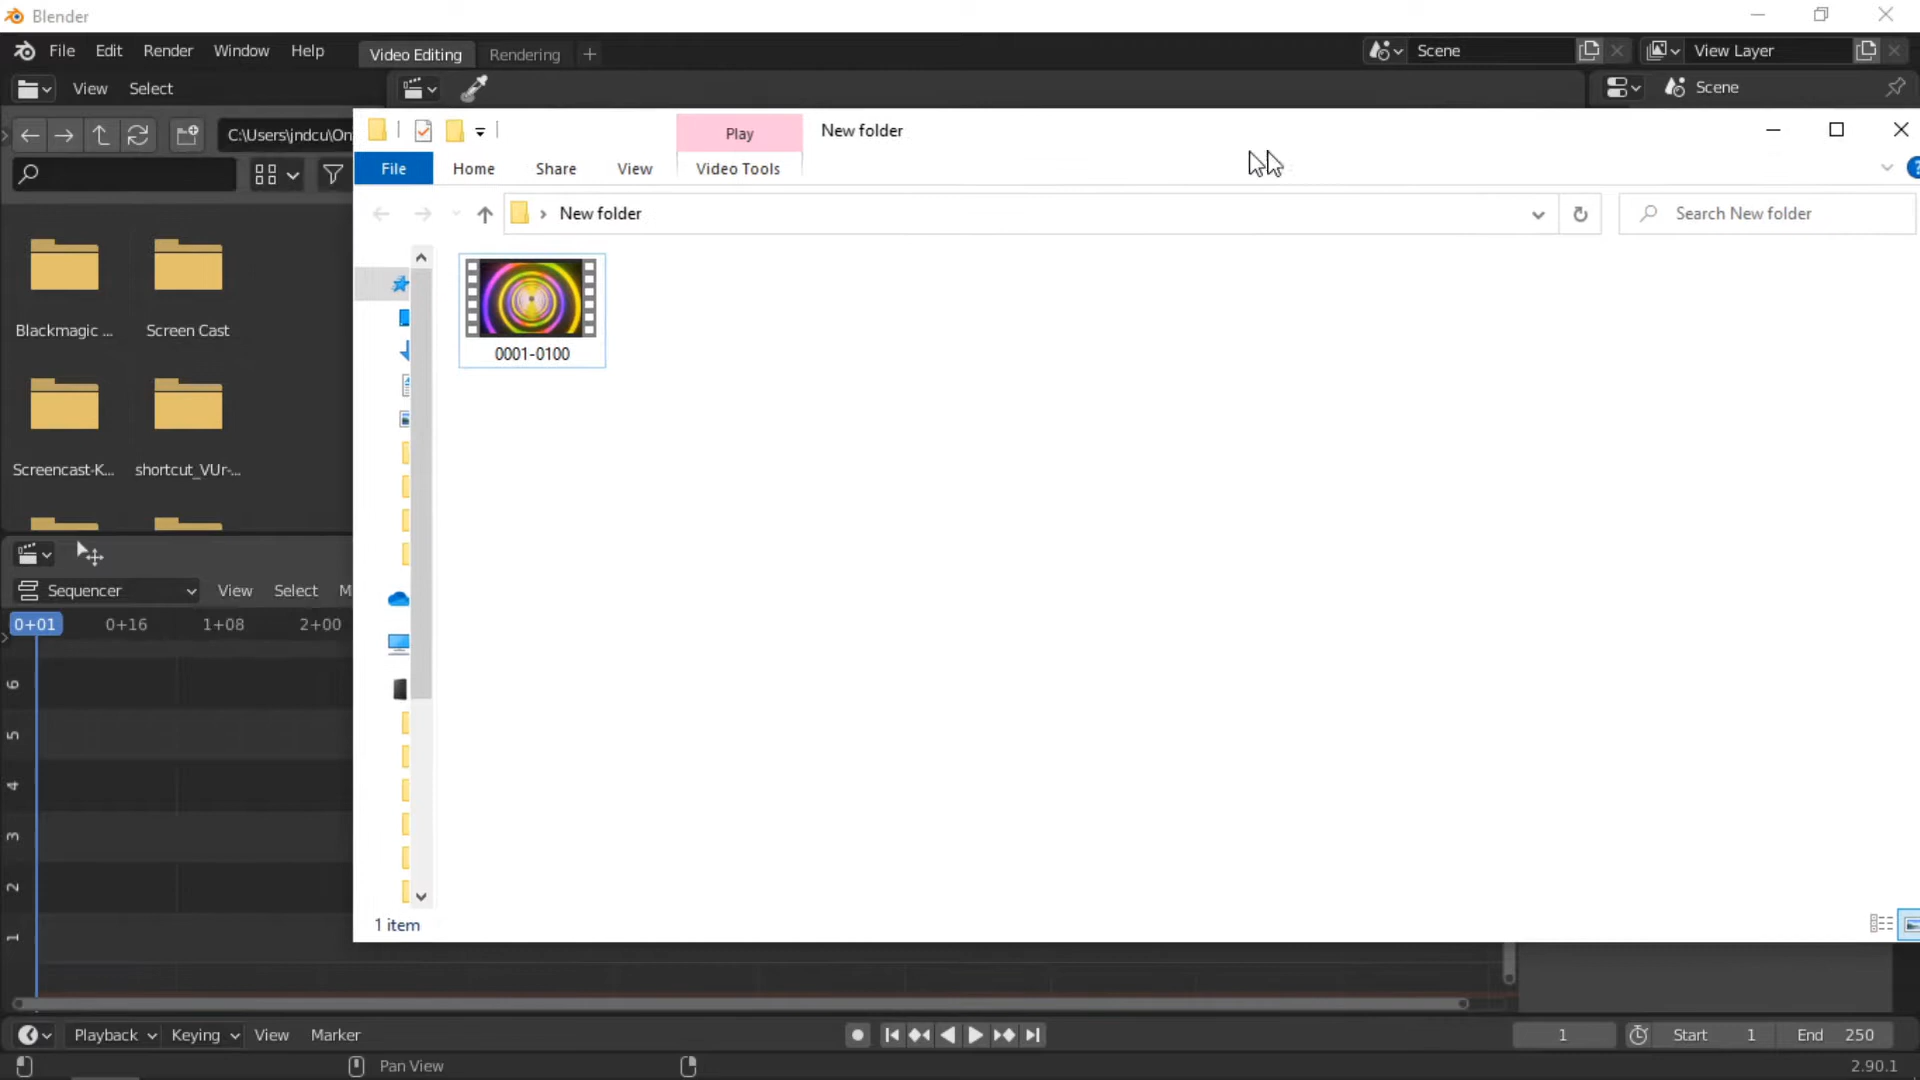 Blender
File Edit Render Window Help Video Editing Rendering + Scene View Layer
View Select Scene
C:\Users\jndcu\On
Play New folder
File Home Share View Video Tools
New folder Search New folder
Blackmagic ... Screen Cast
0001-0100
Screencast-K... shortcut_VUr-...
Sequencer View Select M
0+01 0+16 1+08 2+00
6
5
4
3
2
1
1 item
Playback Keying View Marker 1 Start 1 End 250
Pan View 2.90.1